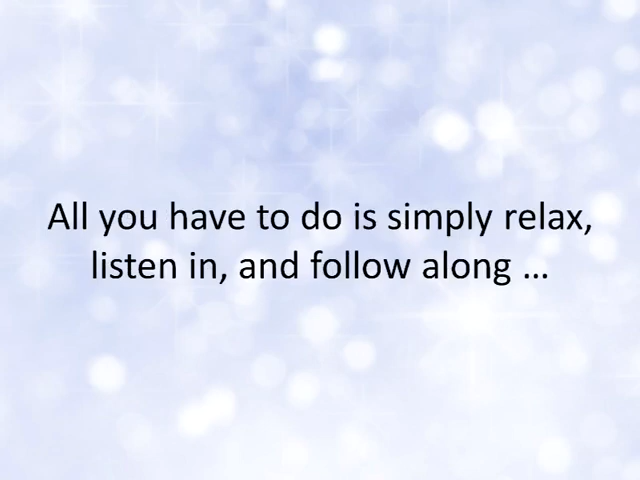 All you have to do is simply relax,
listen in, and follow along ...